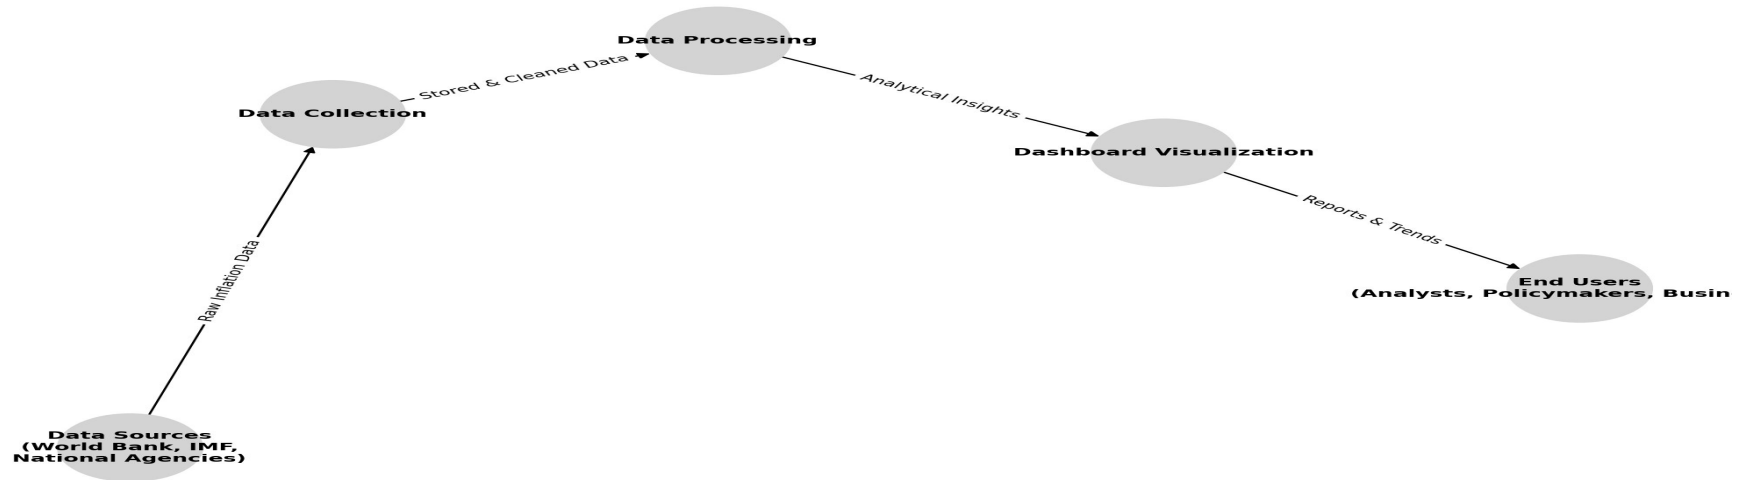 Data Processing
Stored & Cleaned Data
Analytical Insights
Data Collection
Dashboard Visualization
Reports & Trends
Raw Inflation Data
End Users
(Analysts, Policymakers, Busin
Data Sources
(World Bank, IMF,
National Agencies)